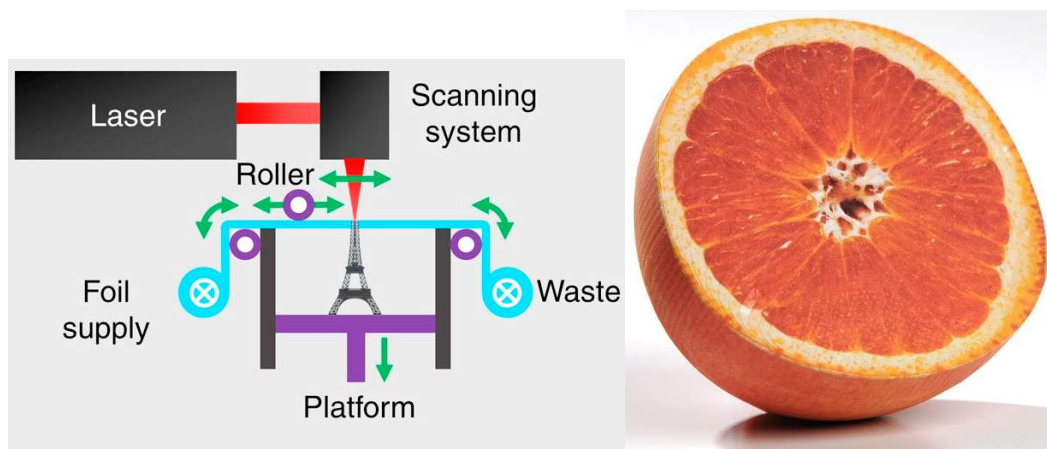 Laser
Scanning
system
Roller
Foil
supply
Waste
Platform